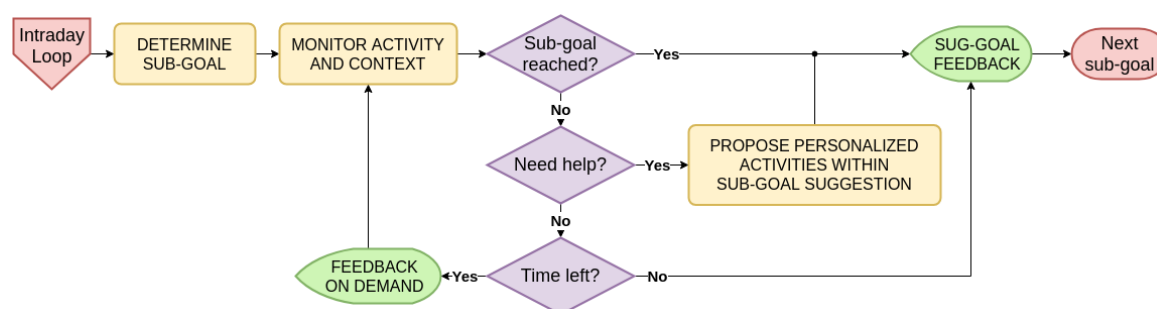 Intraday
Loop
DETERMINE
SUB-GOAL
MONITOR ACTIVITY
AND CONTEXT
Sub-goal
reached?
Yes
SUG-GOAL
FEEDBACK
Next
sub-goal
No
Need help?
Yes
PROPOSE PERSONALIZED
ACTIVITIES WITHIN
SUB-GOAL SUGGESTION
No
Time left?
Yes
FEEDBACK
ON DEMAND
No